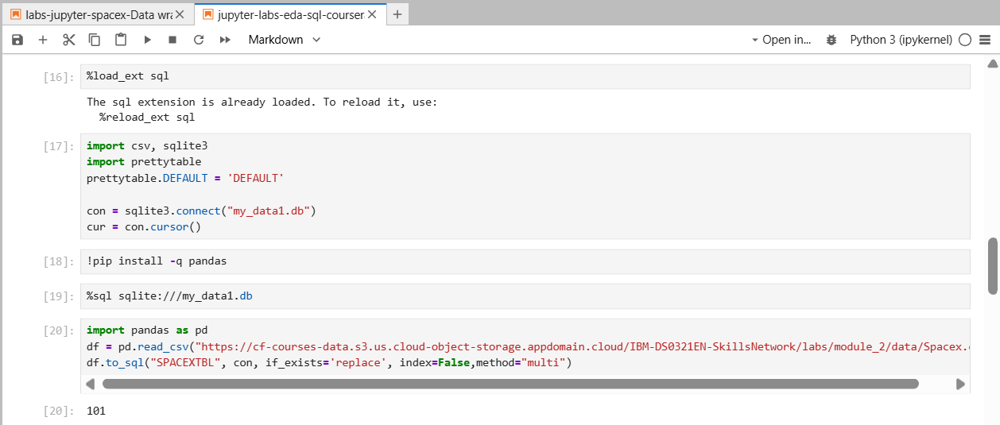 labs-jupyter-spacex-Data wra
jupyter-labs-eda-sql-courser
Markdown
Open in...
Python 3 (ipykernel)
[16]:
%load_ext sql
The sql extension is already loaded. To reload it, use:
%reload_ext sql
[17]:
import csv, sqlite3
import prettytable
prettytable.DEFAULT = 'DEFAULT'
con = sqlite3.connect("my_data1.db")
cur = con.cursor()
[18]:
!pip install -q pandas
[19]:
%sql sqlite:///my_data1.db
[20]:
import pandas as pd
df = pd.read_csv("https://cf-courses-data.s3.us.cloud-object-storage.appdomain.cloud/IBM-DS0321EN-SkillsNetwork/labs/module_2/data/Spacex.
df.to_sql("SPACEXTBL", con, if_exists='replace', index=False,method="multi")
[20]:
101